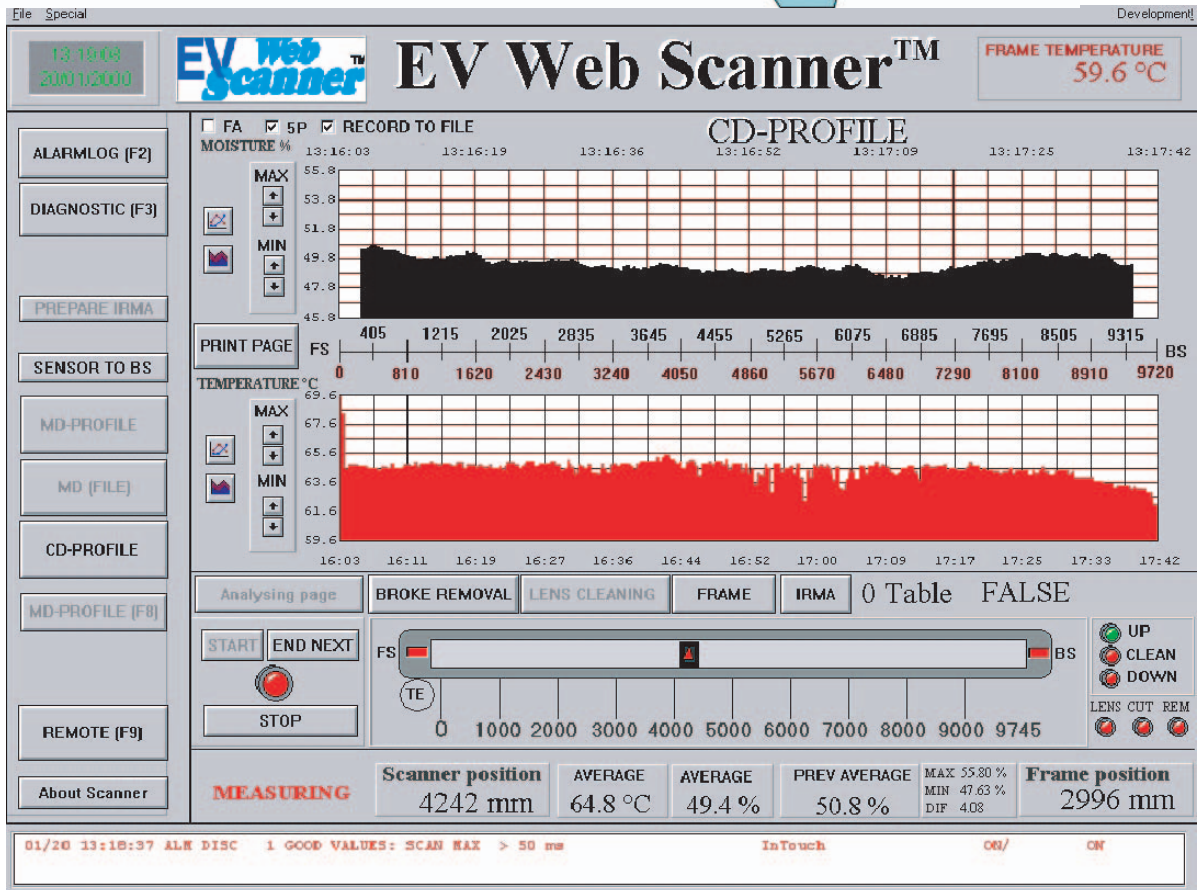 File Special Development!
13:19:08
20/01/2000
EV Web Scanner TM
EV Web Scanner™
FRAME TEMPERATURE
59.6 °C
ALARMLOG (F2)
DIAGNOSTIC (F3)
PREPARE IRMA
SENSOR TO BS
MD-PROFILE
MD (FILE)
CD-PROFILE
MD-PROFILE (F8)
REMOTE (F9)
About Scanner
FA 5P RECORD TO FILE
CD-PROFILE
MOISTURE %
13:16:03 13:16:19 13:16:36 13:16:52 13:17:09 13:17:25 13:17:42
MAX
MIN
55.8
53.8
51.8
49.8
47.8
45.8
PRINT PAGE
405 1215 2025 2835 3645 4455 5265 6075 6885 7695 8505 9315
FS BS
0 810 1620 2430 3240 4050 4860 5670 6480 7290 8100 8910 9720
TEMPERATURE °C
MAX
MIN
69.6
67.6
65.6
63.6
61.6
59.6
16:03 16:11 16:19 16:27 16:36 16:44 16:52 17:00 17:09 17:17 17:25 17:33 17:42
Analysing page BROKE REMOVAL LENS CLEANING FRAME IRMA 0 Table FALSE
START END NEXT
STOP
FS BS
TE
0 1000 2000 3000 4000 5000 6000 7000 8000 9000 9745
UP
CLEAN
DOWN
LENS CUT REM
MEASURING
Scanner position
4242 mm
AVERAGE
64.8 °C
AVERAGE
49.4 %
PREV AVERAGE
50.8 %
MAX 55.80 %
MIN 47.63 %
DIF 4.08
Frame position
2996 mm
01/20 13:18:37 ALM DISC 1 GOOD VALUES: SCAN MAX > 50 ms InTouch ON/ ON